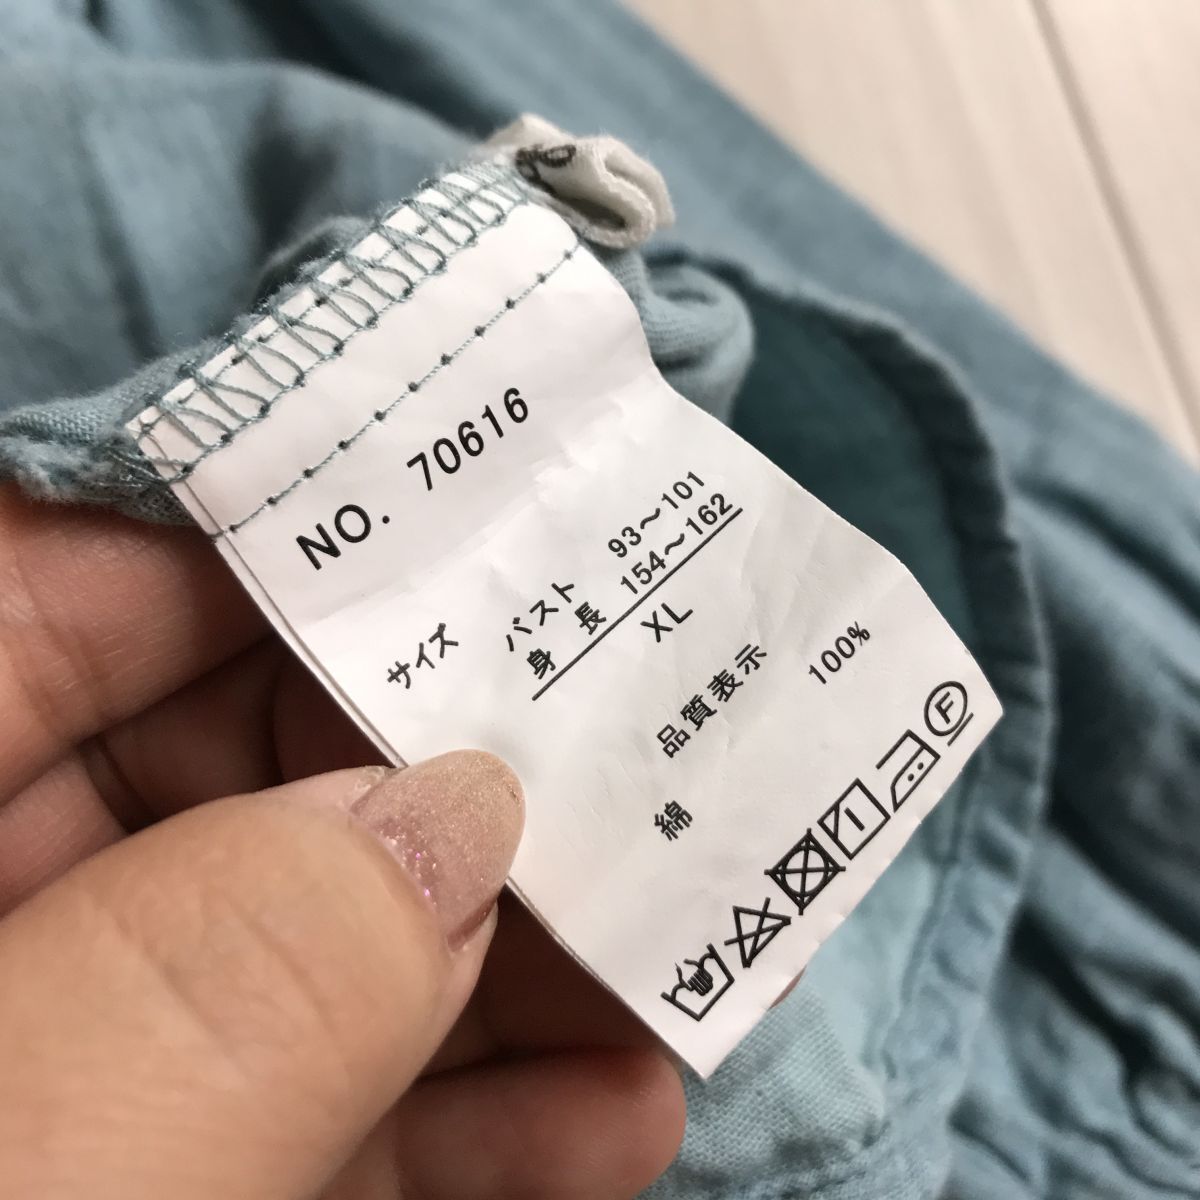 NO. 70616
サイズ バスト 93～101
身 長 154～162
XL
品質表示
綿 100%
F